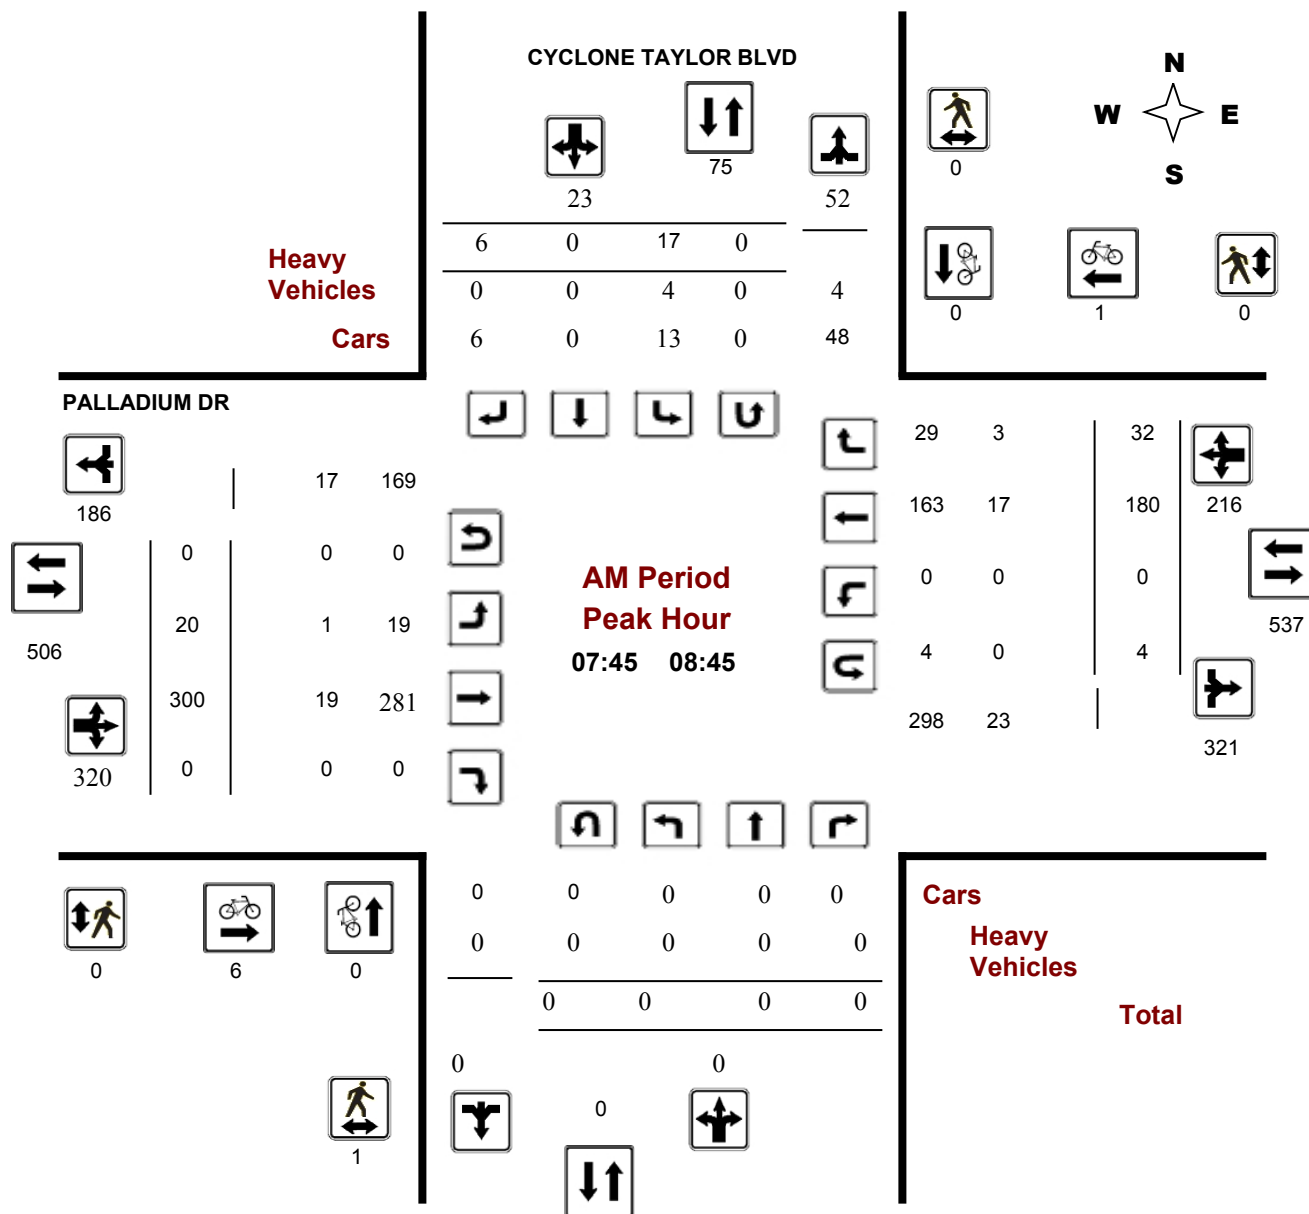 CYCLONE TAYLOR BLVD
N
W E
S
75
0
23 52
6 0 17 0
Heavy
Vehicles
0 0 4 0 4
0 1 0
Cars
6 0 13 0 48
PALLADIUM DR
29 3 32
17 169
186
163 17 180 216
0 0 0
AM Period
0 0 0
Peak Hour
20 1 19
537
506
07:45 08:45
4 0 4
300 19 281
298 23
321
320
0 0 0
0 0 0 0 0
Cars
0 0 0 0 0
Heavy
Vehicles
0 6 0
0 0 0 0
Total
0 0
0
1